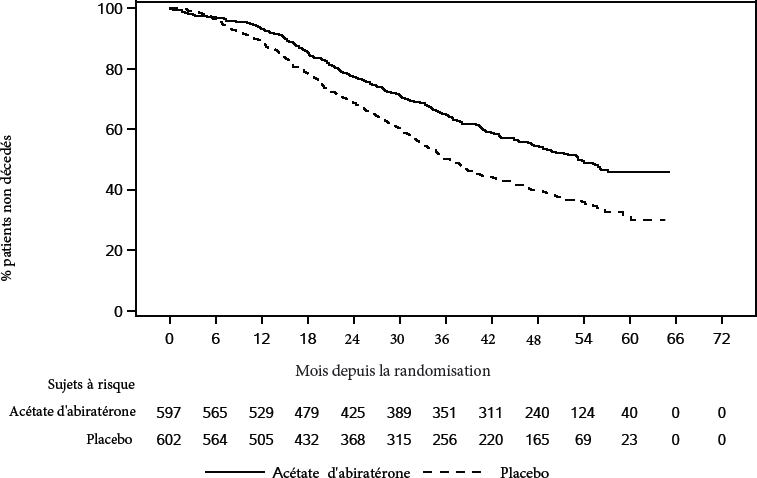 100
80
60
40
20
0
% patients non décedés
0 6 12 18 24 30 36 42 48 54 60 66 72
Mois depuis la randomisation
Sujets à risque
Acétate d'abiratérone 597 565 529 479 425 389 351 311 240 124 40 0 0
Placebo 602 564 505 432 368 315 256 220 165 69 23 0 0
Acétate d'abiratérone Placebo